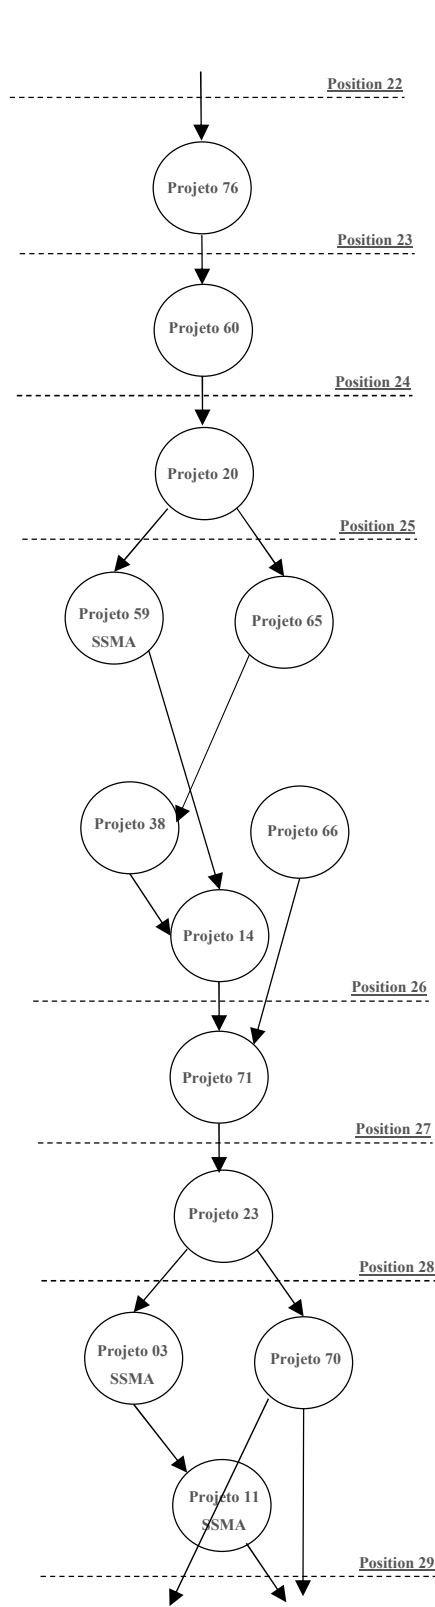 Position 22
Projeto 76
Position 23
Projeto 60
Position 24
Projeto 20
Position 25
Projeto 59
SSMA
Projeto 65
Projeto 38
Projeto 66
Projeto 14
Position 26
Projeto 71
Position 27
Projeto 23
Position 28
Projeto 03
SSMA
Projeto 70
Projeto 11
SSMA
Position 29